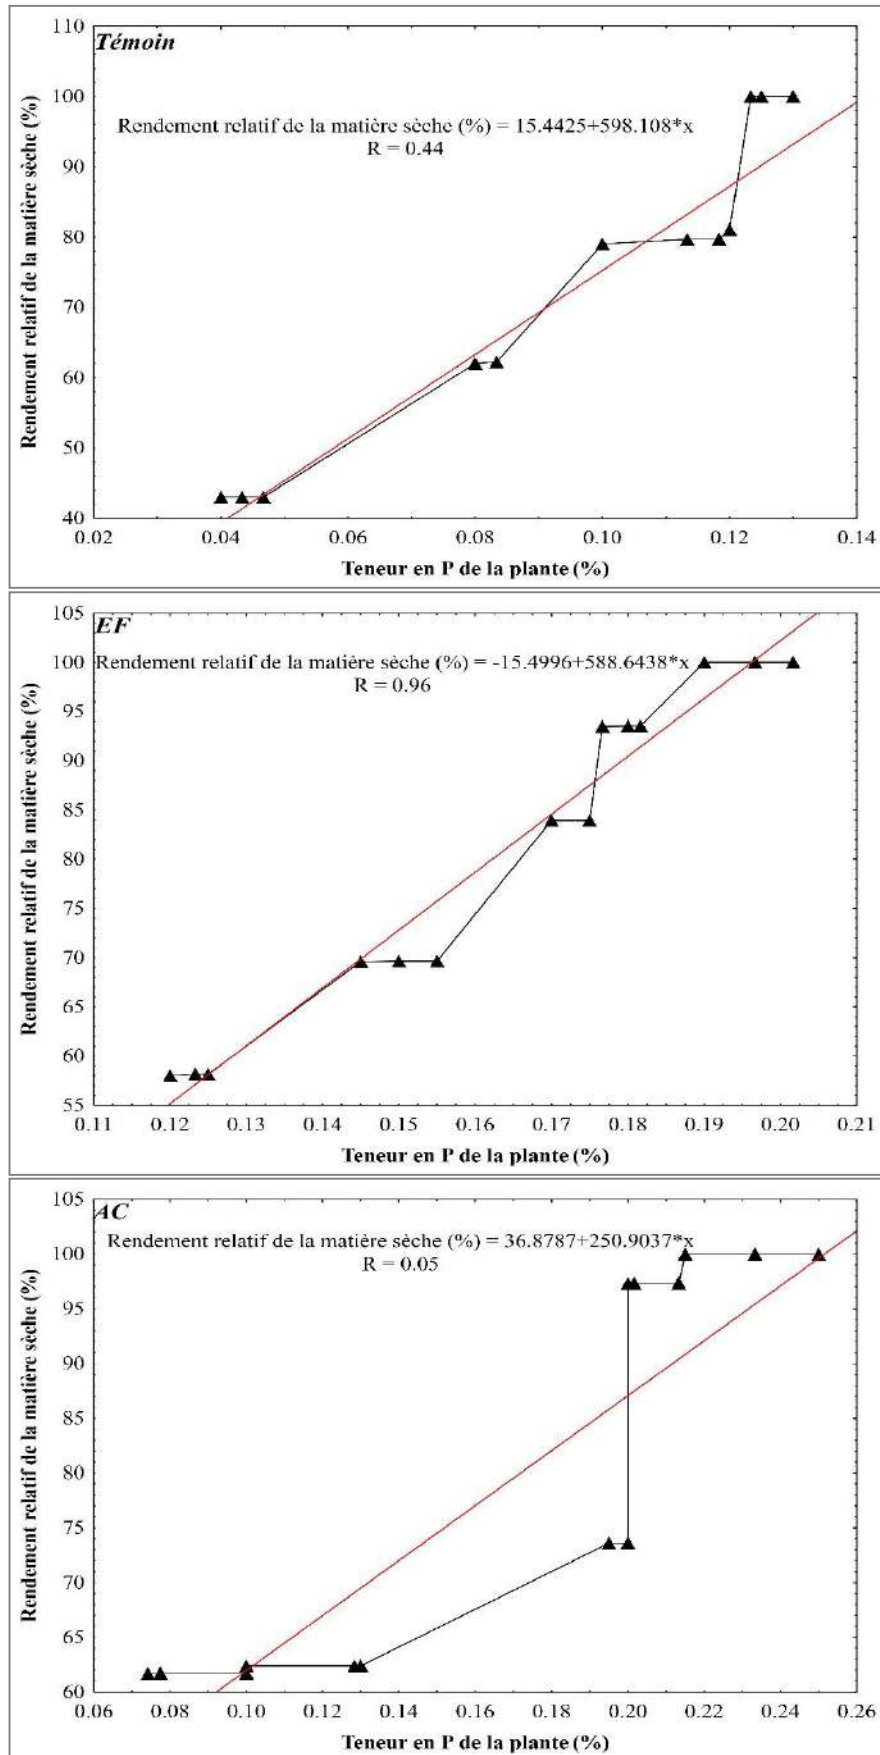 Témoin
Rendement relatif de la matière sèche (%) = 15.4425+598.108*x
R = 0.44
Rendement relatif de la matière sèche (%)
110
100
90
80
70
60
50
40
0.02 0.04 0.06 0.08 0.10 0.12 0.14
Teneur en P de la plante (%)
EF
Rendement relatif de la matière sèche (%) = -15.4996+588.6438*x
R = 0.96
Rendement relatif de la matière sèche (%)
105
100
95
90
85
80
75
70
65
60
55
0.11 0.12 0.13 0.14 0.15 0.16 0.17 0.18 0.19 0.20 0.21
Teneur en P de la plante (%)
AC
Rendement relatif de la matière sèche (%) = 36.8787+250.9037*x
R = 0.05
Rendement relatif de la matière sèche (%)
105
100
95
90
85
80
75
70
65
60
0.06 0.08 0.10 0.12 0.14 0.16 0.18 0.20 0.22 0.24 0.26
Teneur en P de la plante (%)